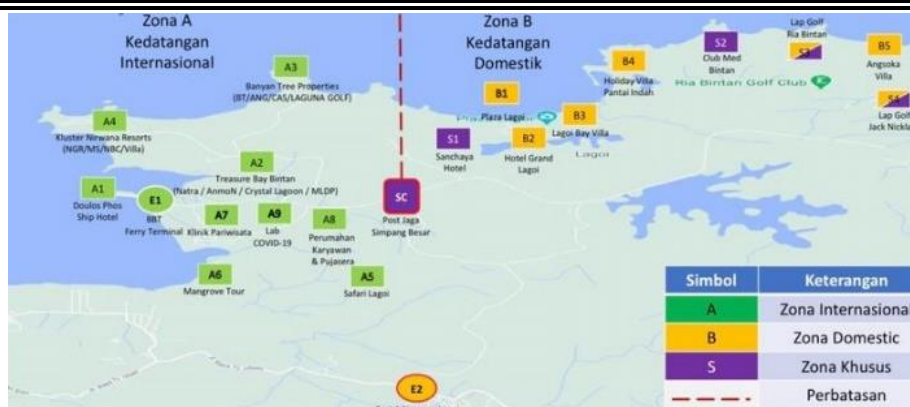 Zona A
Kedatangan
Internasional
Zona B
Kedatangan
Domestik
A3
Banyan Tree Properties
(BT/ANG/CAS/LAGUNA GOLF)
A4
Kluster Nirwana Resorts
(NGR/MS/NBC/Villa)
A2
Treasure Bay Bintan
(Natra / AnmoN / Crystal Lagoon / MLDP)
A1
Doulos Phos
Ship Hotel
E1
BBT
Ferry Terminal
A7
Klinik Pariwisata
A9
Lab
COVID-19
A8
Perumahan
Karyawan
& Pujasera
A6
Mangrove Tour
A5
Safari Lagoi
SC
Post Jaga
Simpang Besar
S1
Sanchaya
Hotel
B1
Plaza Lagoi
B2
Hotel Grand
Lagoi
B3
Lagoi Bay Villa
Lagoi
B4
Holiday Villa
Pantai Indah
S2
Club Med
Bintan
Ria Bintan Golf Club
Lap Golf
Ria Bintan
S3
B5
Angsoka
Villa
S4
Lap Golf
Jack Nickla
E2
Simbol Keterangan
A Zona Internasional
B Zona Domestic
S Zona Khusus
Perbatasan